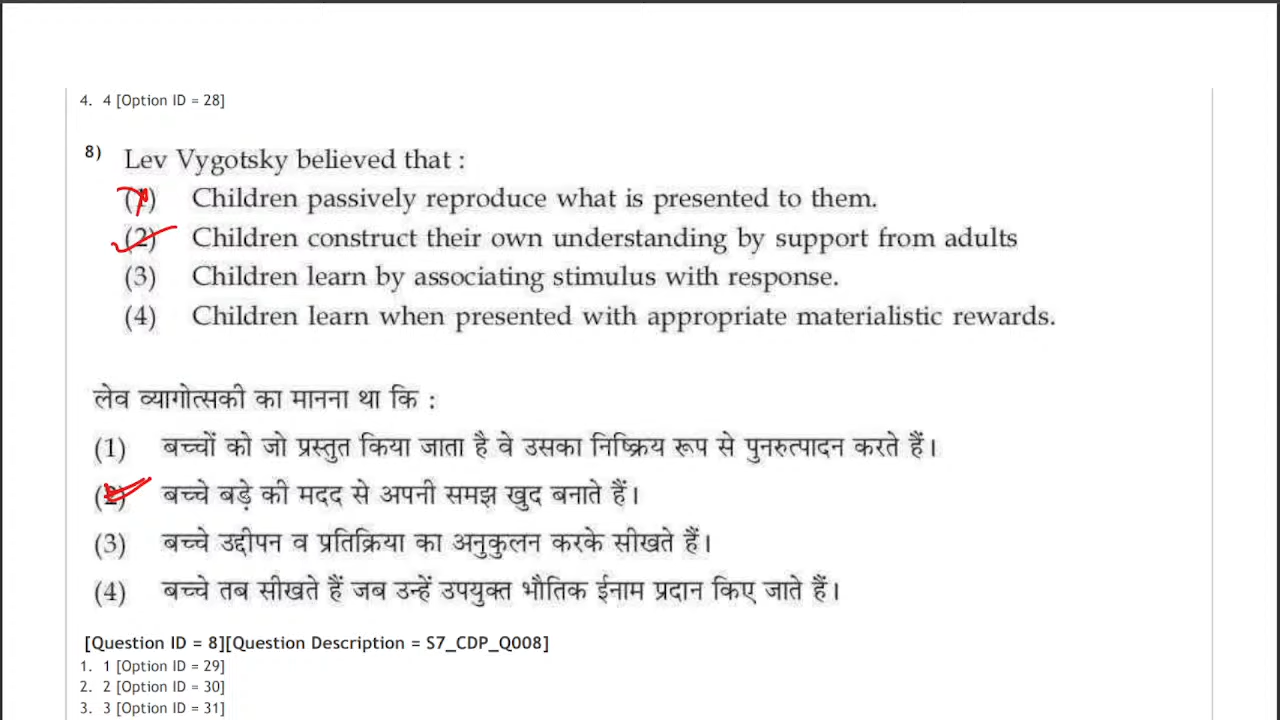 4. 4 [Option ID = 28]
8) Lev Vygotsky believed that :
(1) Children passively reproduce what is presented to them.
(2) Children construct their own understanding by support from adults
(3) Children learn by associating stimulus with response.
(4) Children learn when presented with appropriate materialistic rewards.
लेव व्यागोत्सकी का मानना था कि :
(1) बच्चों को जो प्रस्तुत किया जाता है वे उसका निष्क्रिय रूप से पुनरुत्पादन करते हैं।
(2) बच्चे बड़े की मदद से अपनी समझ खुद बनाते हैं।
(3) बच्चे उद्दीपन व प्रतिक्रिया का अनुकुलन करके सीखते हैं।
(4) बच्चे तब सीखते हैं जब उन्हें उपयुक्त भौतिक ईनाम प्रदान किए जाते हैं।
[Question ID = 8][Question Description = S7_CDP_Q008]
1. 1 [Option ID = 29]
2. 2 [Option ID = 30]
3. 3 [Option ID = 31]